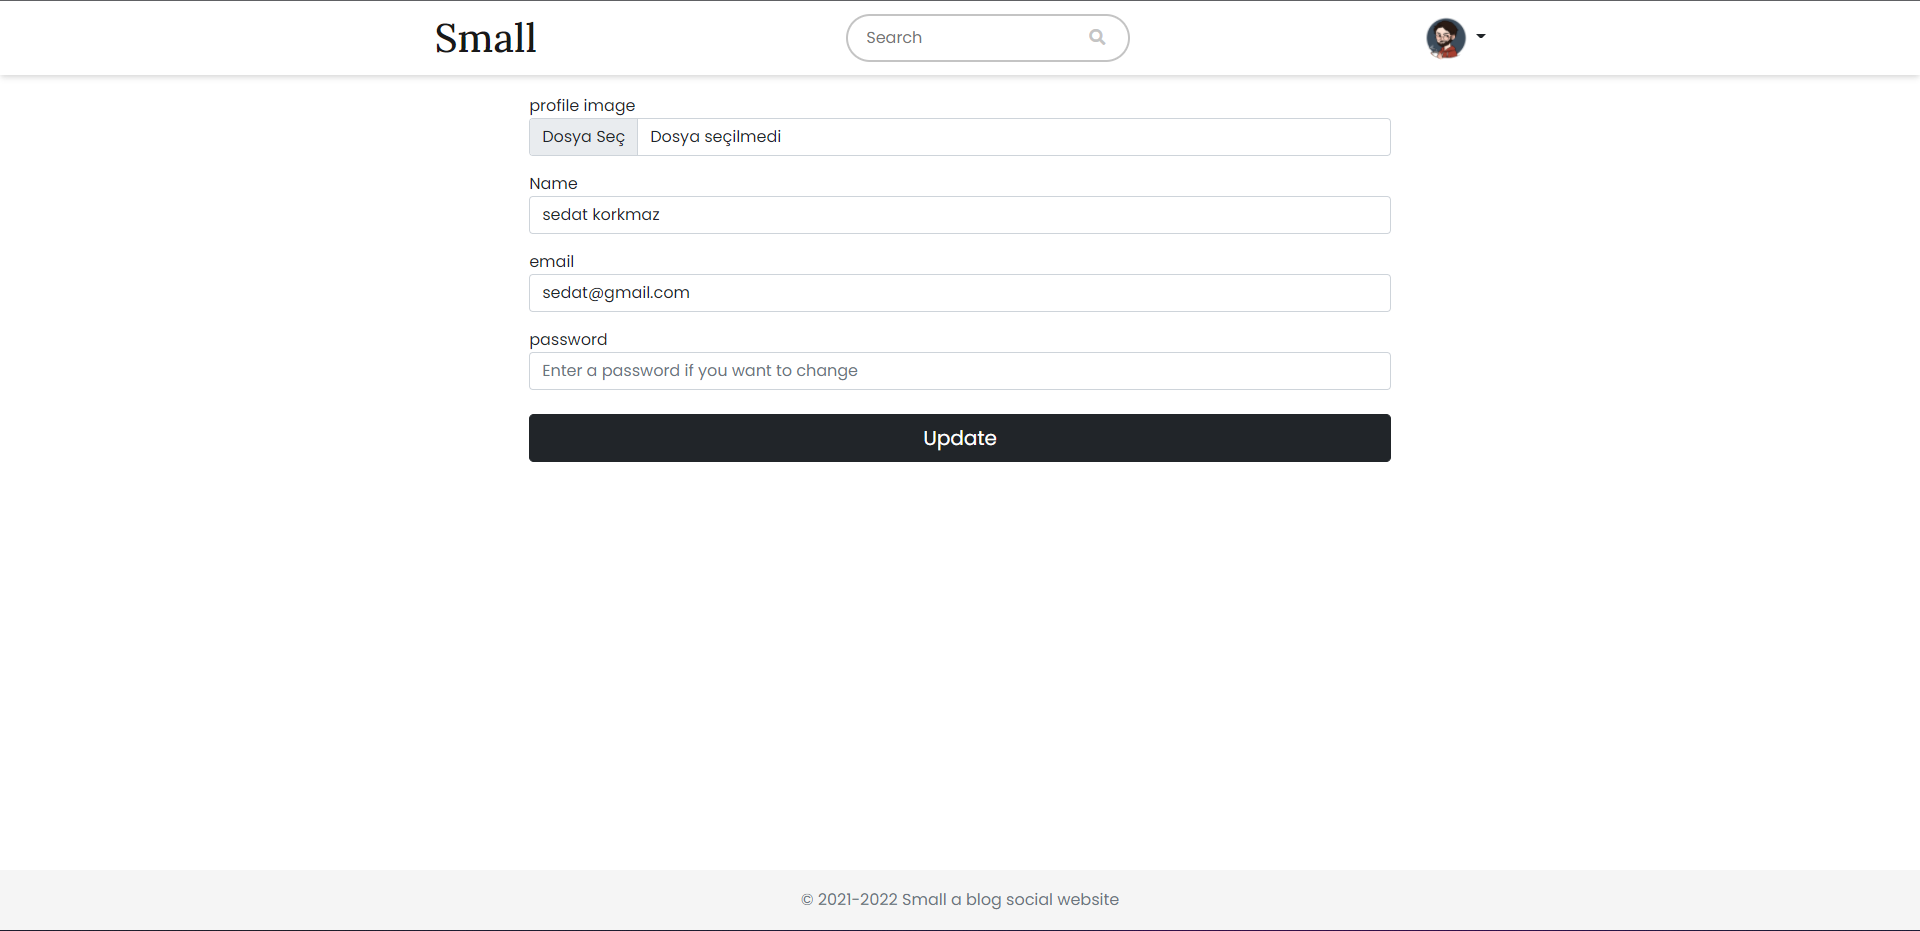 Small
Search
profile image
Dosya Seç Dosya seçilmedi
Name
sedat korkmaz
email
sedat@gmail.com
password
Enter a password if you want to change
Update
© 2021-2022 Small a blog social website